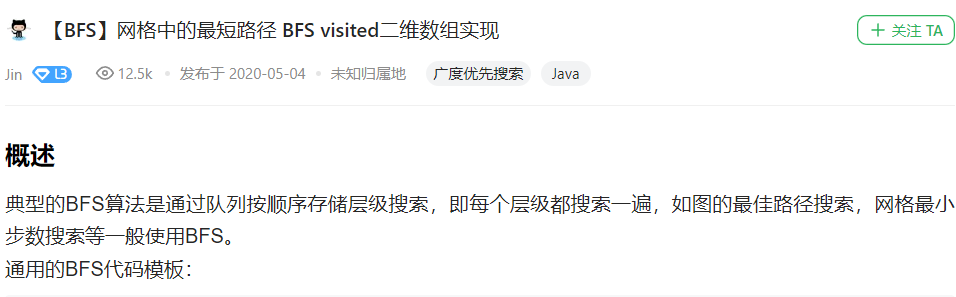 【BFS】网格中的最短路径 BFS visited二维数组实现
关注 TA
Jin L3 12.5k 发布于 2020-05-04 未知归属地 广度优先搜索 Java
概述
典型的BFS算法是通过队列按顺序存储层级搜索，即每个层级都搜索一遍，如图的最佳路径搜索，网格最小
步数搜索等一般使用BFS。
通用的BFS代码模板：